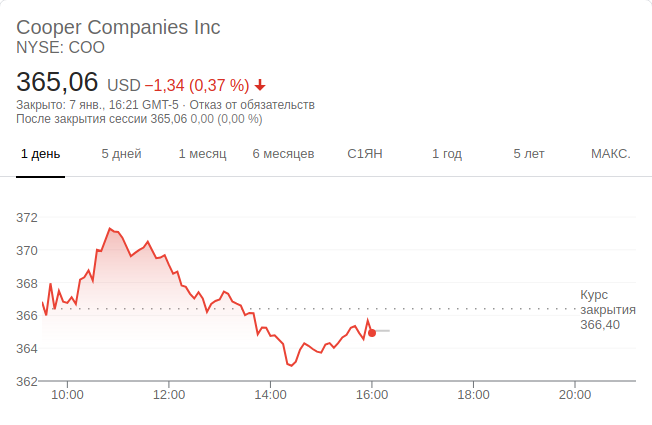 Cooper Companies Inc
NYSE: COO
365,06 USD −1,34 (0,37 %)
Закрыто: 7 янв., 16:21 GMT-5 · Отказ от обязательств
После закрытия сессии 365,06 0,00 (0,00 %)
1 день 5 дней 1 месяц 6 месяцев С1ЯН 1 год 5 лет МАКС.
372
370
368
366
364
362
Курс
закрытия
366,40
10:00 12:00 14:00 16:00 18:00 20:00